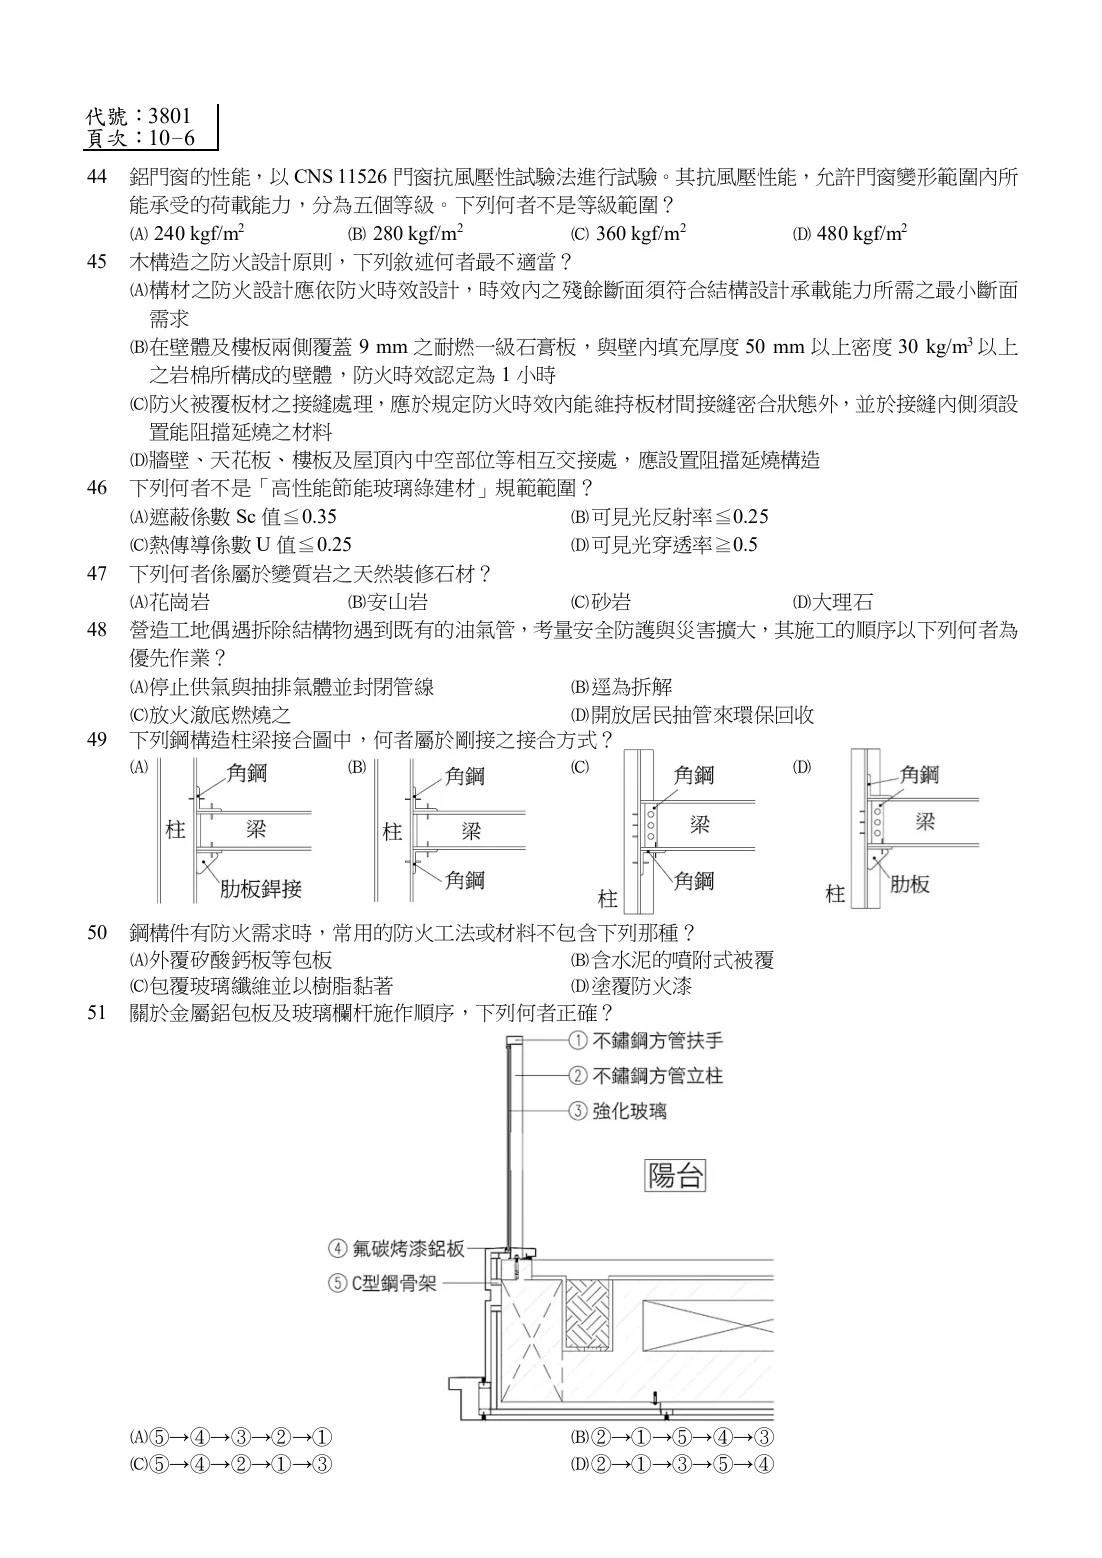 代號：3801
頁次：10－6
44 鋁門窗的性能，以 CNS 11526 門窗抗風壓性試驗法進行試驗。其抗風壓性能，允許門窗變形範圍內所
能承受的荷載能力，分為五個等級。下列何者不是等級範圍？
(A) 240 kgf/m² (B) 280 kgf/m² (C) 360 kgf/m² (D) 480 kgf/m²
45 木構造之防火設計原則，下列敘述何者最不適當？
(A)構材之防火設計應依防火時效設計，時效內之殘餘斷面須符合結構設計承載能力所需之最小斷面
需求
(B)在壁體及樓板兩側覆蓋 9 mm 之耐燃一級石膏板，與壁內填充厚度 50 mm 以上密度 30 kg/m³ 以上
之岩棉所構成的壁體，防火時效認定為 1 小時
(C)防火被覆板材之接縫處理，應於規定防火時效內能維持板材間接縫密合狀態外，並於接縫內側須設
置能阻擋延燒之材料
(D)牆壁、天花板、樓板及屋頂內中空部位等相互交接處，應設置阻擋延燒構造
46 下列何者不是「高性能節能玻璃綠建材」規範範圍？
(A)遮蔽係數 Sc 值≦0.35 (B)可見光反射率≦0.25
(C)熱傳導係數 U 值≦0.25 (D)可見光穿透率≧0.5
47 下列何者係屬於變質岩之天然裝修石材？
(A)花崗岩 (B)安山岩 (C)砂岩 (D)大理石
48 營造工地偶遇拆除結構物遇到既有的油氣管，考量安全防護與災害擴大，其施工的順序以下列何者為
優先作業？
(A)停止供氣與抽排氣體並封閉管線 (B)逕為拆解
(C)放火澈底燃燒之 (D)開放居民抽管來環保回收
49 下列鋼構造柱梁接合圖中，何者屬於剛接之接合方式？
(A) (B) (C) (D)
角鋼 角鋼 角鋼 角鋼
柱 梁 柱 梁 梁 梁
肋板銲接 角鋼 角鋼 肋板
柱 柱
50 鋼構件有防火需求時，常用的防火工法或材料不包含下列那種？
(A)外覆矽酸鈣板等包板 (B)含水泥的噴附式被覆
(C)包覆玻璃纖維並以樹脂黏著 (D)塗覆防火漆
51 關於金屬鋁包板及玻璃欄杆施作順序，下列何者正確？
① 不鏽鋼方管扶手
② 不鏽鋼方管立柱
③ 強化玻璃
陽台
④ 氟碳烤漆鋁板
⑤ C型鋼骨架
(A)⑤→④→③→②→① (B)②→①→⑤→④→③
(C)⑤→④→②→①→③ (D)②→①→③→⑤→④